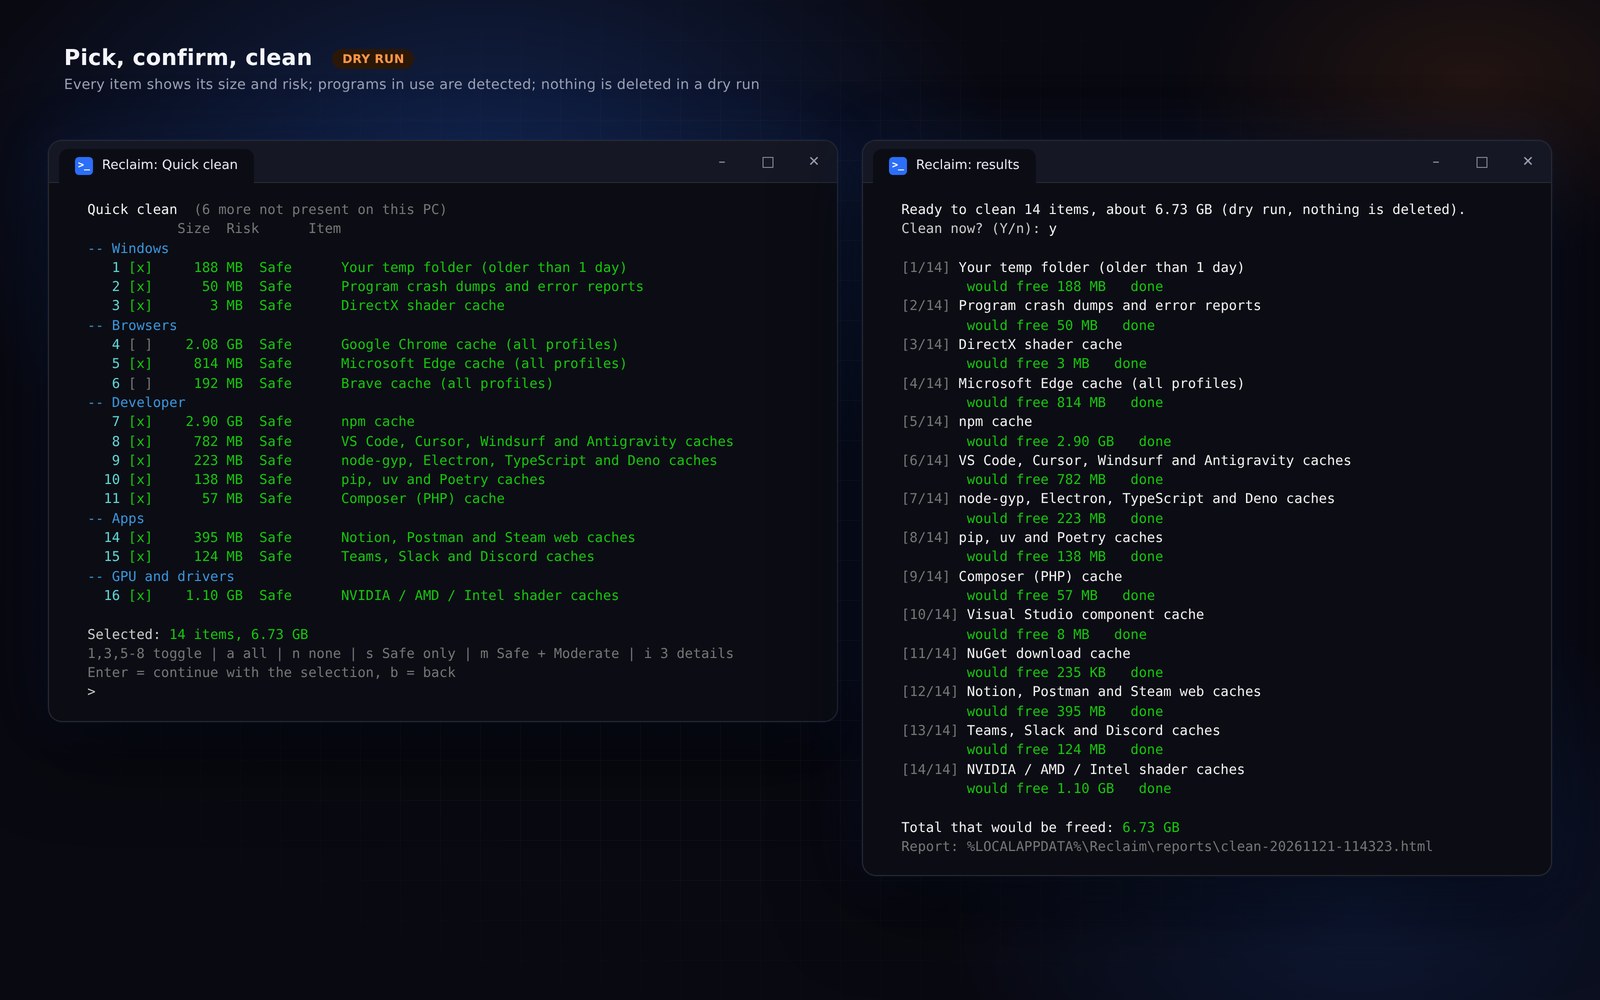 Pick, confirm, clean DRY RUN
Every item shows its size and risk; programs in use are detected; nothing is deleted in a dry run
>_ Reclaim: Quick clean
Quick clean (6 more not present on this PC)
Size Risk Item
-- Windows
1 [x] 188 MB Safe Your temp folder (older than 1 day)
2 [x] 50 MB Safe Program crash dumps and error reports
3 [x] 3 MB Safe DirectX shader cache
-- Browsers
4 [ ] 2.08 GB Safe Google Chrome cache (all profiles)
5 [x] 814 MB Safe Microsoft Edge cache (all profiles)
6 [ ] 192 MB Safe Brave cache (all profiles)
-- Developer
7 [x] 2.90 GB Safe npm cache
8 [x] 782 MB Safe VS Code, Cursor, Windsurf and Antigravity caches
9 [x] 223 MB Safe node-gyp, Electron, TypeScript and Deno caches
10 [x] 138 MB Safe pip, uv and Poetry caches
11 [x] 57 MB Safe Composer (PHP) cache
-- Apps
14 [x] 395 MB Safe Notion, Postman and Steam web caches
15 [x] 124 MB Safe Teams, Slack and Discord caches
-- GPU and drivers
16 [x] 1.10 GB Safe NVIDIA / AMD / Intel shader caches
Selected: 14 items, 6.73 GB
1,3,5-8 toggle | a all | n none | s Safe only | m Safe + Moderate | i 3 details
Enter = continue with the selection, b = back
>
>_ Reclaim: results
Ready to clean 14 items, about 6.73 GB (dry run, nothing is deleted).
Clean now? (Y/n): y
[1/14] Your temp folder (older than 1 day)
would free 188 MB done
[2/14] Program crash dumps and error reports
would free 50 MB done
[3/14] DirectX shader cache
would free 3 MB done
[4/14] Microsoft Edge cache (all profiles)
would free 814 MB done
[5/14] npm cache
would free 2.90 GB done
[6/14] VS Code, Cursor, Windsurf and Antigravity caches
would free 782 MB done
[7/14] node-gyp, Electron, TypeScript and Deno caches
would free 223 MB done
[8/14] pip, uv and Poetry caches
would free 138 MB done
[9/14] Composer (PHP) cache
would free 57 MB done
[10/14] Visual Studio component cache
would free 8 MB done
[11/14] NuGet download cache
would free 235 KB done
[12/14] Notion, Postman and Steam web caches
would free 395 MB done
[13/14] Teams, Slack and Discord caches
would free 124 MB done
[14/14] NVIDIA / AMD / Intel shader caches
would free 1.10 GB done
Total that would be freed: 6.73 GB
Report: %LOCALAPPDATA%\Reclaim\reports\clean-20261121-114323.html